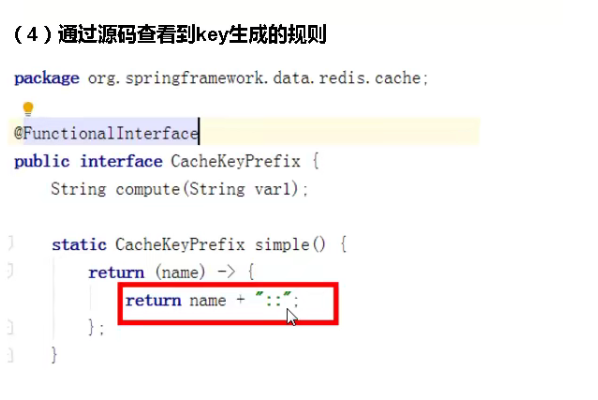 （4）通过源码查看到key生成的规则
package org.springframework.data.redis.cache;
@FunctionalInterface
public interface CacheKeyPrefix {
String compute(String var1);
static CacheKeyPrefix simple() {
return (name) -> {
return name + "::";
};
}